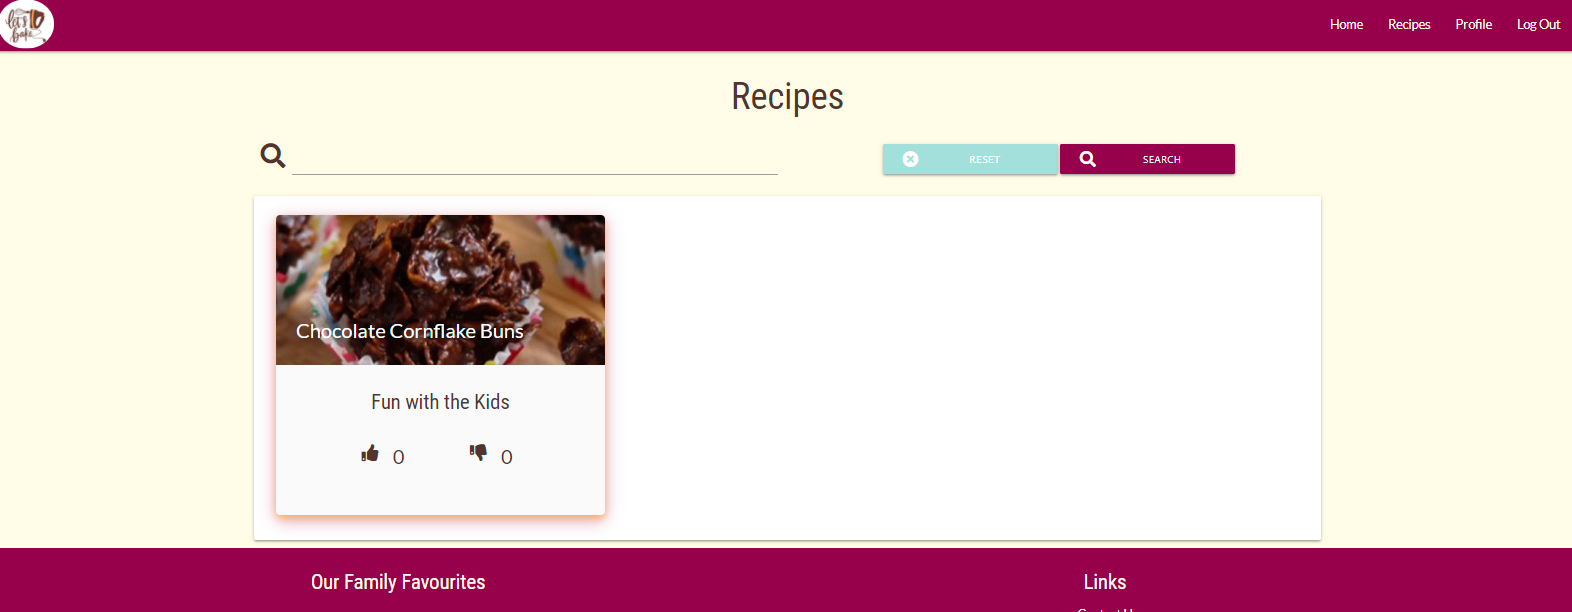 let's
bake
Home Recipes Profile Log Out
Recipes
RESET SEARCH
Chocolate Cornflake Buns
Fun with the Kids
0 0
Our Family Favourites Links